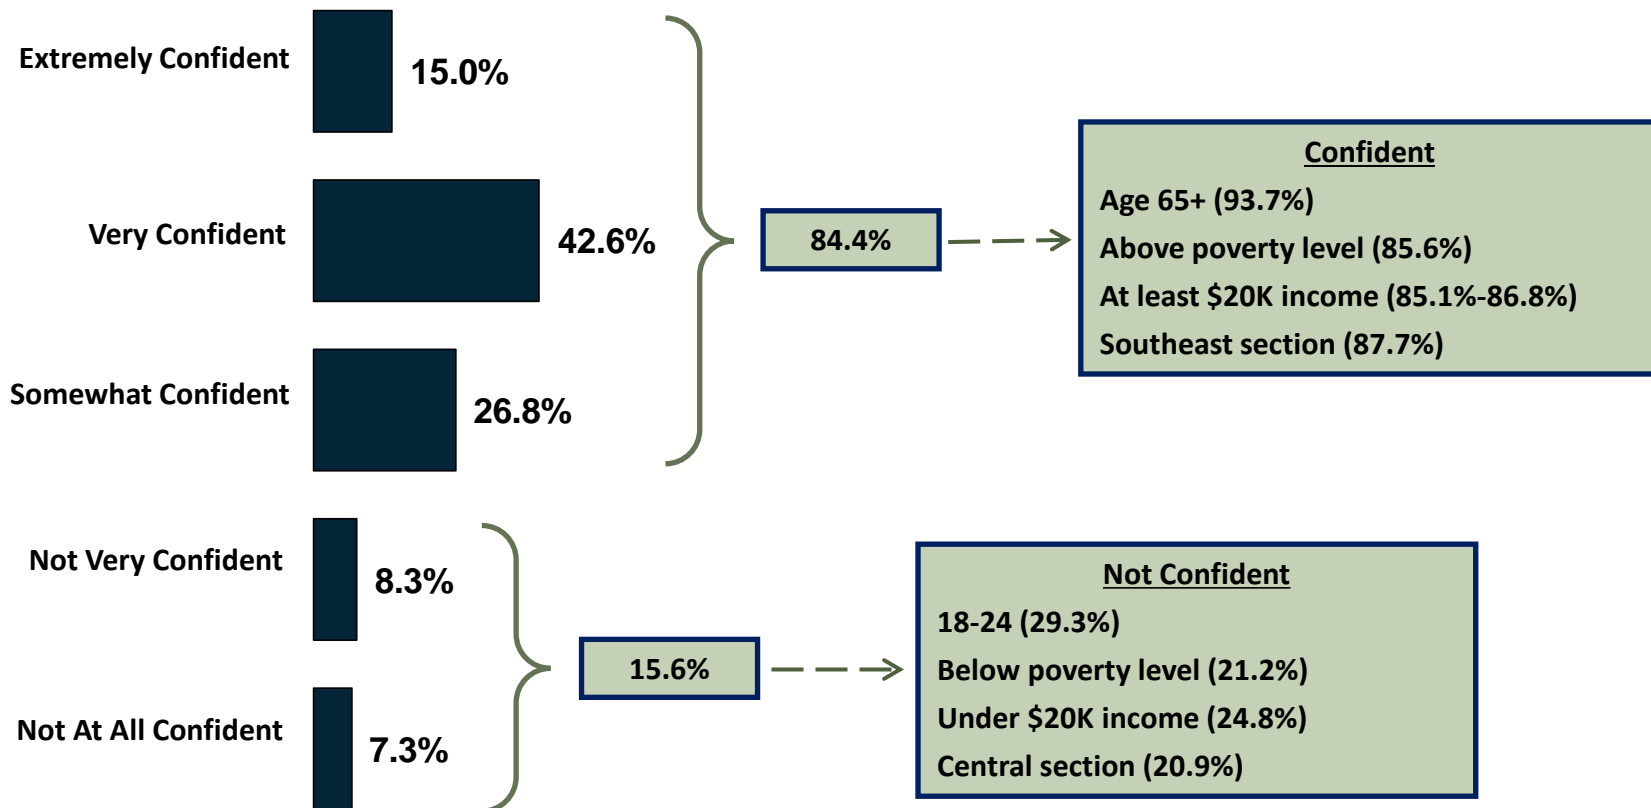 Extremely Confident
15.0%
Very Confident
42.6%
Somewhat Confident
26.8%
84.4%
Confident
Age 65+ (93.7%)
Above poverty level (85.6%)
At least $20K income (85.1%-86.8%)
Southeast section (87.7%)
Not Very Confident
8.3%
Not At All Confident
7.3%
15.6%
Not Confident
18-24 (29.3%)
Below poverty level (21.2%)
Under $20K income (24.8%)
Central section (20.9%)